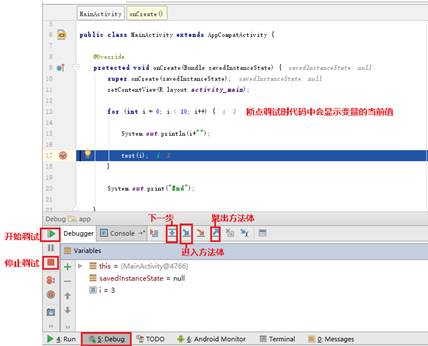 MainActivity onCreate()
5
6 public class MainActivity extends AppCompatActivity {
7
8 @Override
9 protected void onCreate(Bundle savedInstanceState) { savedInstanceState: null
10 super.onCreate(savedInstanceState); savedInstanceState: null
11 setContentView(R.layout.activity_main);
12
13 for (int i = 0; i < 10; i++) { i: 3 断点调试时代码中会显示变量的当前值
14
15 System.out.println(i+"");
16
17 test(i); i: 3
18 }
19
20 System.out.print("End");
21
22 }
Debug app
下一步 跳出方法体
开始调试 Debugger Console
进入方法体
Variables
停止调试 this = (MainActivity@4766)
savedInstanceState = null
i = 3
4: Run 5: Debug TODO 6: Android Monitor Terminal 0: Messages